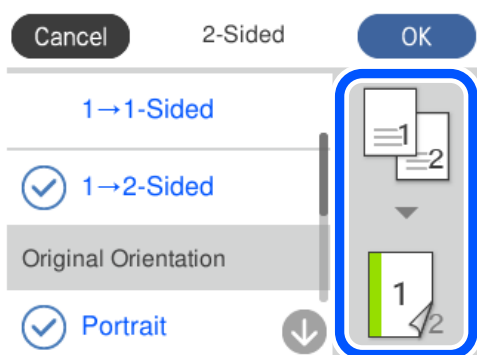 Cancel 2-Sided OK
1→1-Sided
1→2-Sided
Original Orientation
Portrait
1
2
1
2